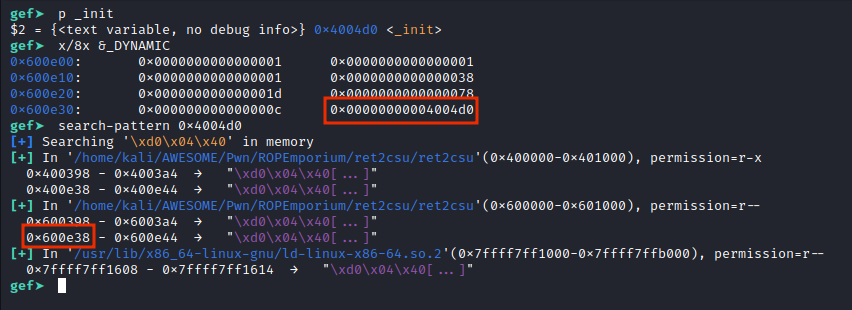 gef➤ p _init
$2 = {<text variable, no debug info>} 0x4004d0 <_init>
gef➤ x/8x &_DYNAMIC
0x600e00: 0x0000000000000001 0x0000000000000001
0x600e10: 0x0000000000000001 0x0000000000000038
0x600e20: 0x000000000000001d 0x0000000000000078
0x600e30: 0x000000000000000c 0x00000000004004d0
gef➤ search-pattern 0x4004d0
[+] Searching '\xd0\x04\x40' in memory
[+] In '/home/kali/AWESOME/Pwn/ROPEmporium/ret2csu/ret2csu'(0x400000-0x401000), permission=r-x
0x400398 - 0x4003a4 → "\xd0\x04\x40[...]"
0x400e38 - 0x400e44 → "\xd0\x04\x40[...]"
[+] In '/home/kali/AWESOME/Pwn/ROPEmporium/ret2csu/ret2csu'(0x600000-0x601000), permission=r--
0x600398 - 0x6003a4 → "\xd0\x04\x40[...]"
0x600e38 - 0x600e44 → "\xd0\x04\x40[...]"
[+] In '/usr/lib/x86_64-linux-gnu/ld-linux-x86-64.so.2'(0x7ffff7ff1000-0x7ffff7ffb000), permission=r--
0x7ffff7ff1608 - 0x7ffff7ff1614 → "\xd0\x04\x40[...]"
gef➤